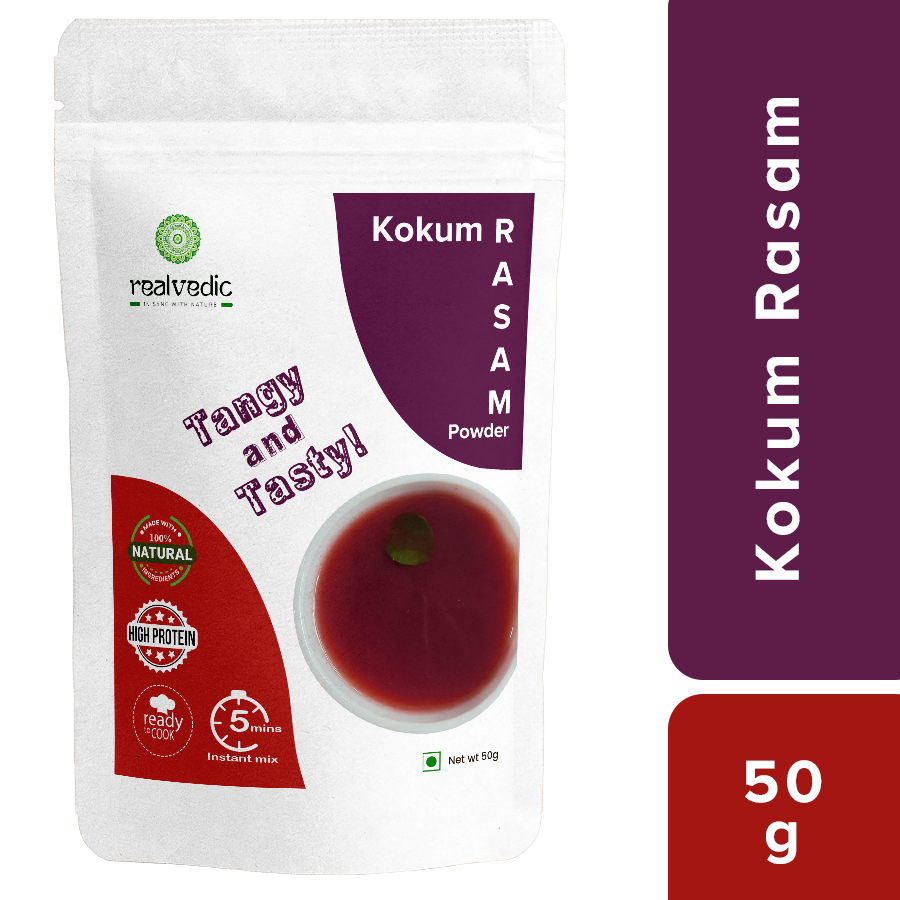 realvedic
IN SYNC WITH NATURE
Kokum R
A
S
A
M
Powder
Tangy
and
Tasty!
MADE WITH
100%
NATURAL
INGREDIENTS
HIGH PROTEIN
ready
to COOK
5 mins
Instant mix
Net wt 50g
Kokum Rasam
50
g